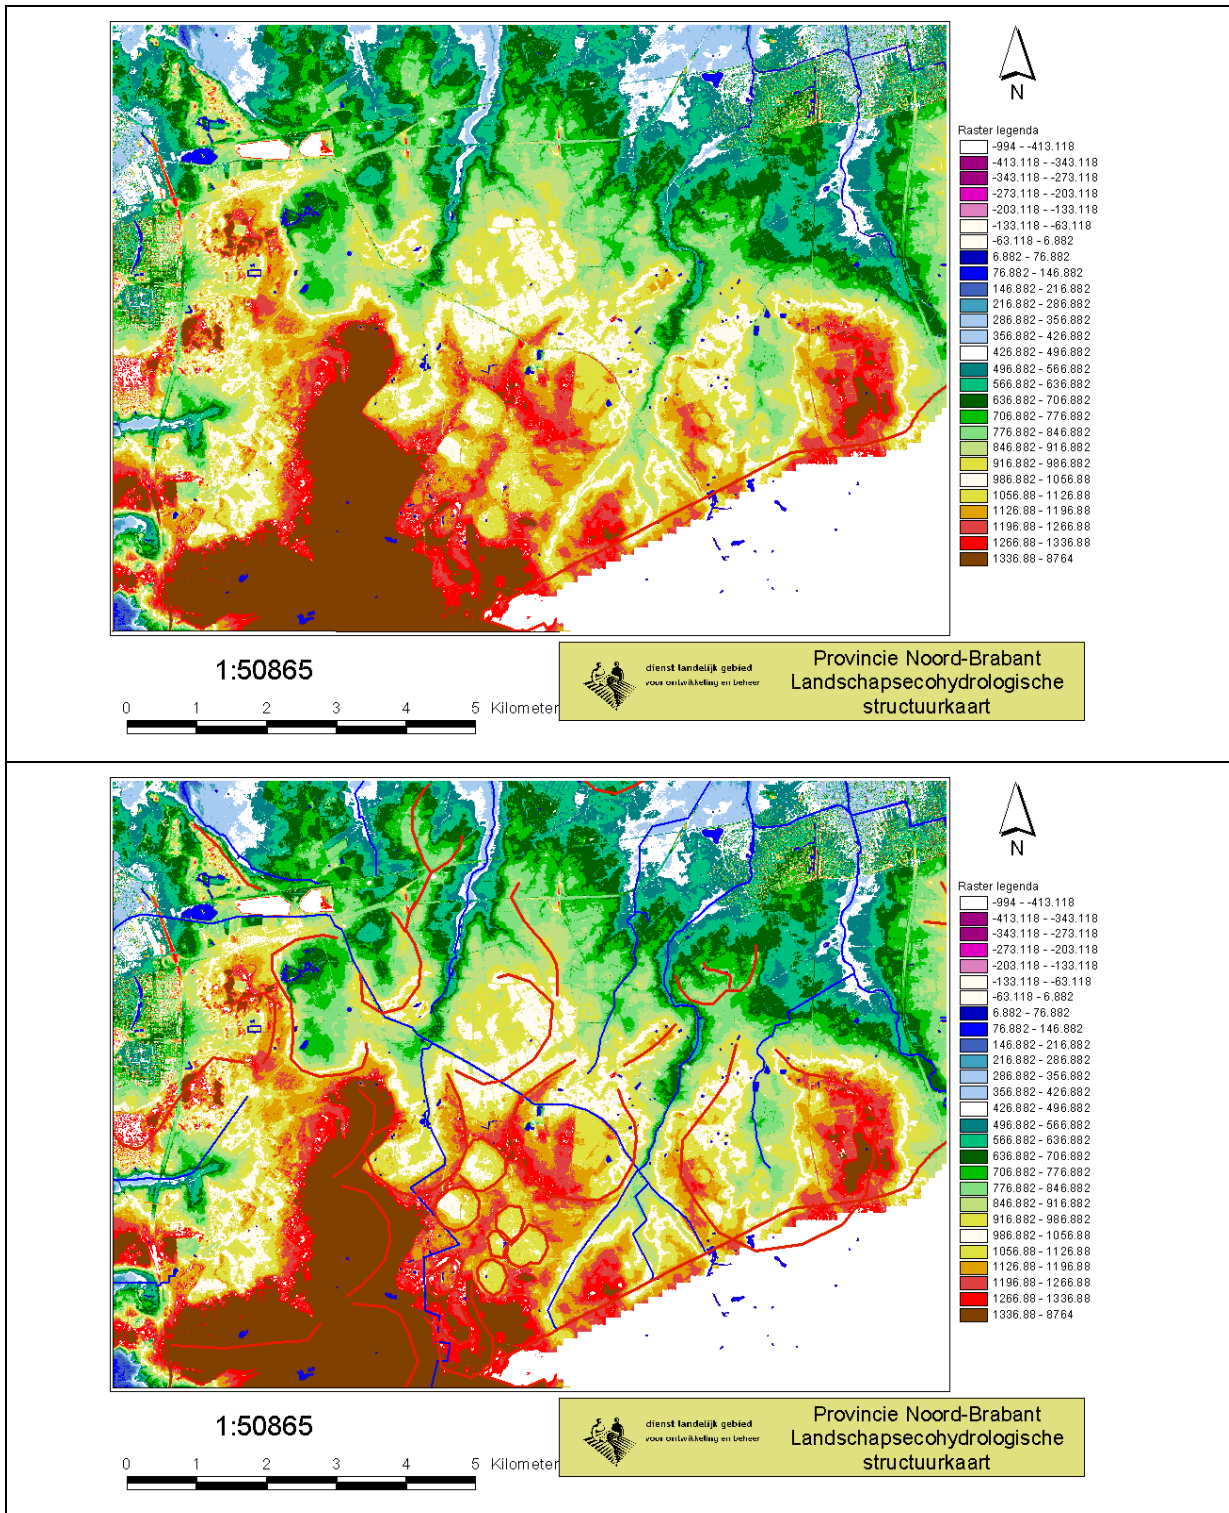 N
Raster legenda
-994 - -413.118
-413.118 - -343.118
-343.118 - -273.118
-273.118 - -203.118
-203.118 - -133.118
-133.118 - -63.118
-63.118 - 6.882
6.882 - 76.882
76.882 - 146.882
146.882 - 216.882
216.882 - 286.882
286.882 - 356.882
356.882 - 426.882
426.882 - 496.882
496.882 - 566.882
566.882 - 636.882
636.882 - 706.882
706.882 - 776.882
776.882 - 846.882
846.882 - 916.882
916.882 - 986.882
986.882 - 1056.88
1056.88 - 1126.88
1126.88 - 1196.88
1196.88 - 1266.88
1266.88 - 1336.88
1336.88 - 8764
1:50865
0 1 2 3 4 5 Kilometer
dienst landelijk gebied
voor ontwikkeling en beheer
Provincie Noord-Brabant
Landschapsecohydrologische
structuurkaart
N
Raster legenda
-994 - -413.118
-413.118 - -343.118
-343.118 - -273.118
-273.118 - -203.118
-203.118 - -133.118
-133.118 - -63.118
-63.118 - 6.882
6.882 - 76.882
76.882 - 146.882
146.882 - 216.882
216.882 - 286.882
286.882 - 356.882
356.882 - 426.882
426.882 - 496.882
496.882 - 566.882
566.882 - 636.882
636.882 - 706.882
706.882 - 776.882
776.882 - 846.882
846.882 - 916.882
916.882 - 986.882
986.882 - 1056.88
1056.88 - 1126.88
1126.88 - 1196.88
1196.88 - 1266.88
1266.88 - 1336.88
1336.88 - 8764
1:50865
0 1 2 3 4 5 Kilometer
dienst landelijk gebied
voor ontwikkeling en beheer
Provincie Noord-Brabant
Landschapsecohydrologische
structuurkaart